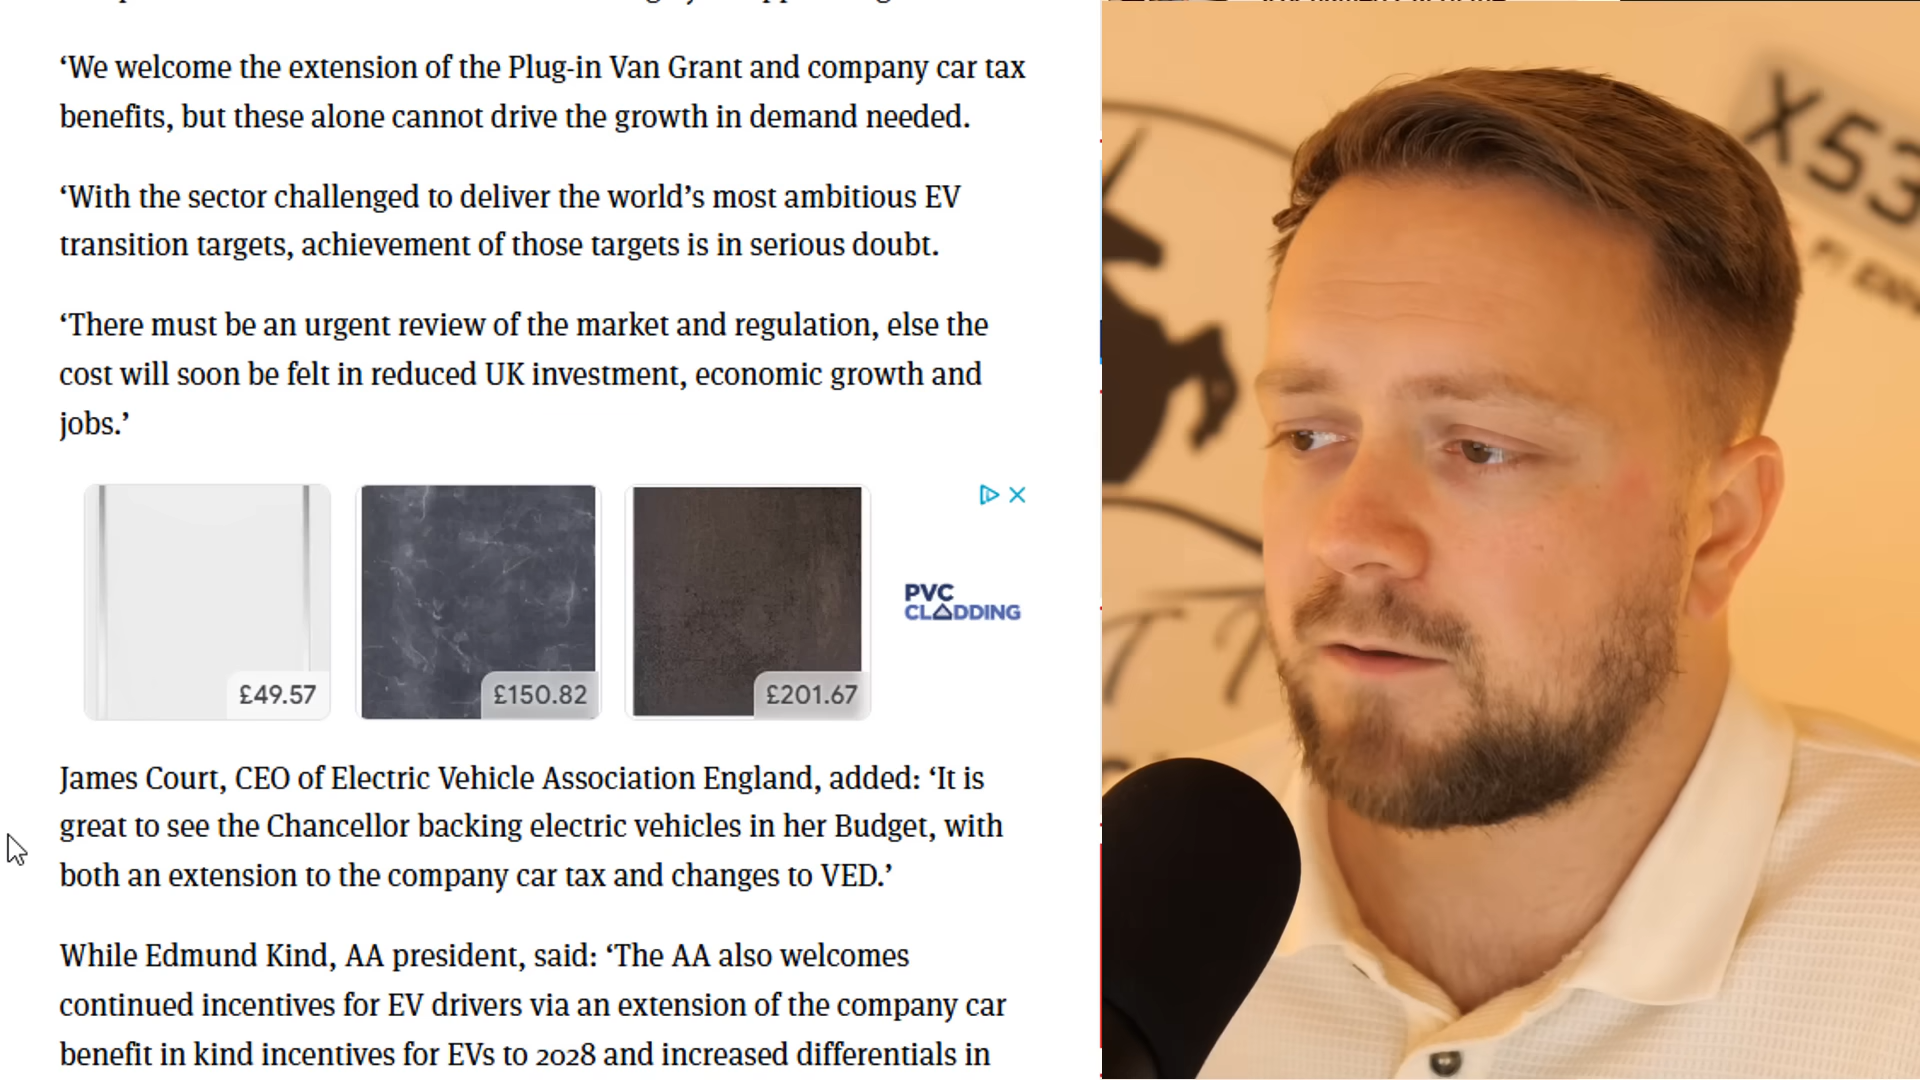 ‘We welcome the extension of the Plug-in Van Grant and company car tax
benefits, but these alone cannot drive the growth in demand needed.
‘With the sector challenged to deliver the world’s most ambitious EV
transition targets, achievement of those targets is in serious doubt.
‘There must be an urgent review of the market and regulation, else the
cost will soon be felt in reduced UK investment, economic growth and
jobs.’
£49.57
£150.82
£201.67
PVC
CLADDING
James Court, CEO of Electric Vehicle Association England, added: ‘It is
great to see the Chancellor backing electric vehicles in her Budget, with
both an extension to the company car tax and changes to VED.’
While Edmund Kind, AA president, said: ‘The AA also welcomes
continued incentives for EV drivers via an extension of the company car
benefit in kind incentives for EVs to 2028 and increased differentials in
X53